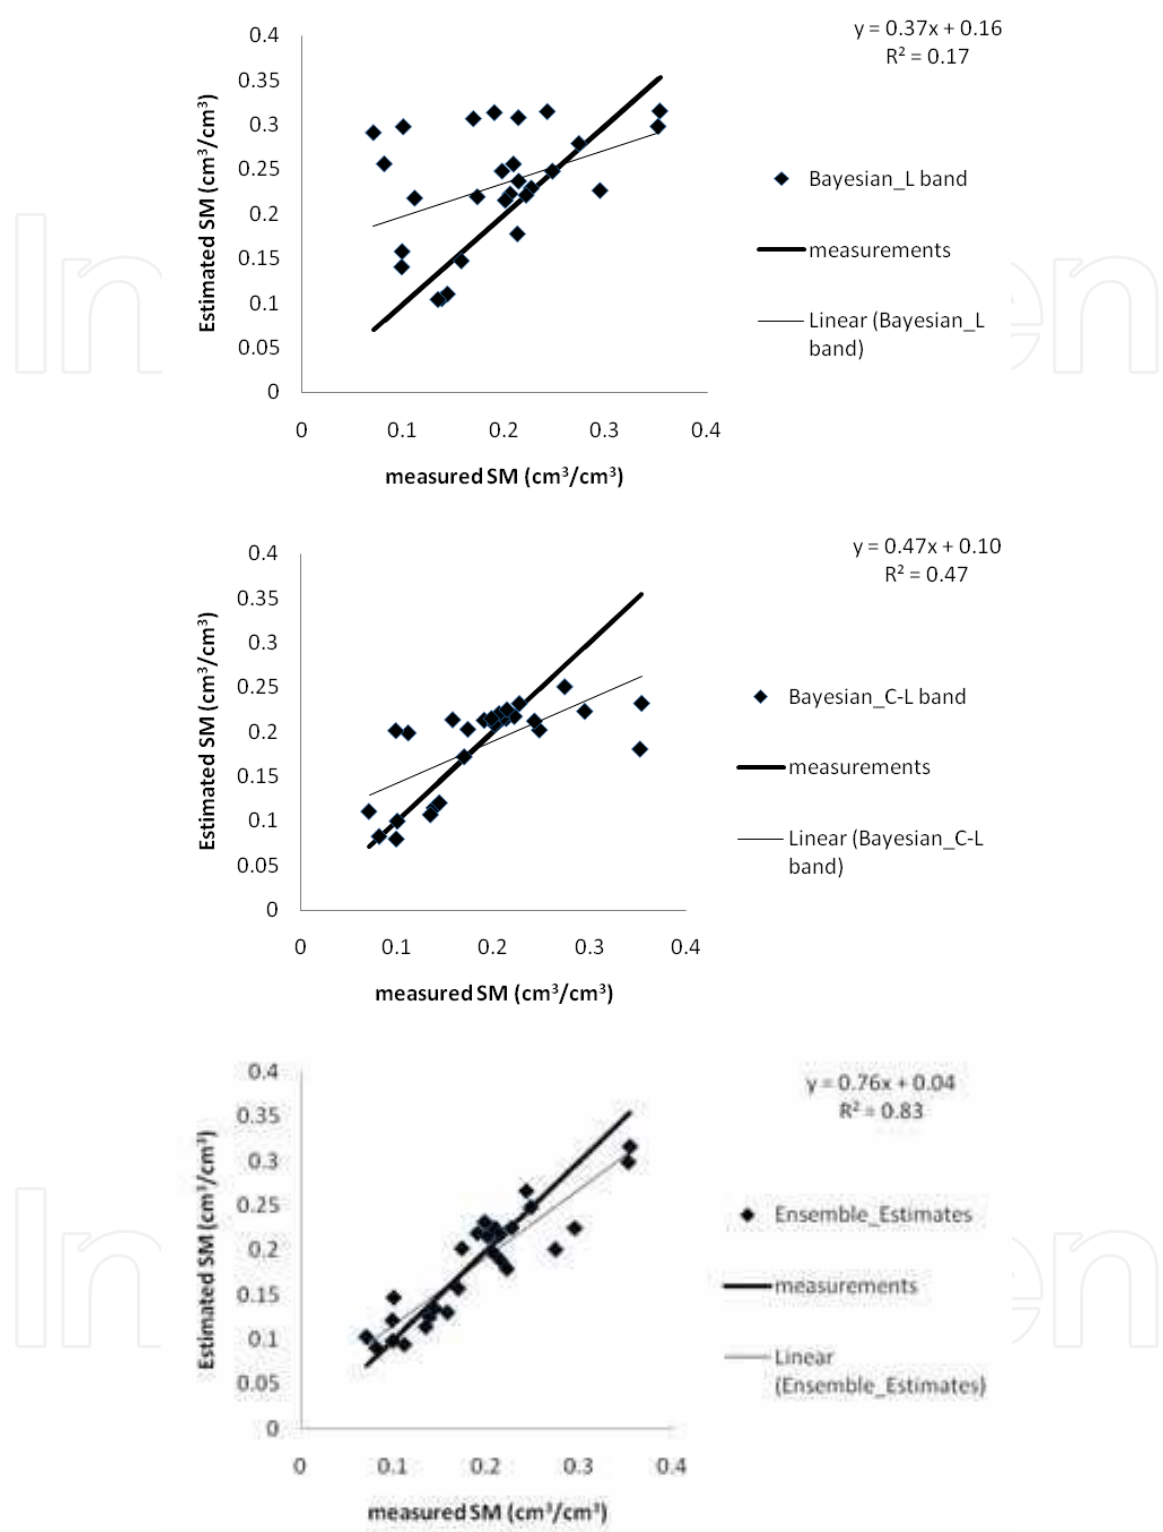 y = 0.37x + 0.16
R² = 0.17
0.4
0.35
0.3
0.25
0.2
0.15
0.1
0.05
0
Estimated SM (cm³/cm³)
0 0.1 0.2 0.3 0.4
measured SM (cm³/cm³)
Bayesian_L band
measurements
Linear (Bayesian_L
band)
y = 0.47x + 0.10
R² = 0.47
0.4
0.35
0.3
0.25
0.2
0.15
0.1
0.05
0
Estimated SM (cm³/cm³)
0 0.1 0.2 0.3 0.4
measured SM (cm³/cm³)
Bayesian_C-L band
measurements
Linear (Bayesian_C-L
band)
y = 0.76x + 0.04
R² = 0.83
0.4
0.35
0.3
0.25
0.2
0.15
0.1
0.05
0
Estimated SM (cm³/cm³)
0 0.1 0.2 0.3 0.4
measured SM (cm³/cm³)
Ensemble_Estimates
measurements
Linear
(Ensemble_Estimates)